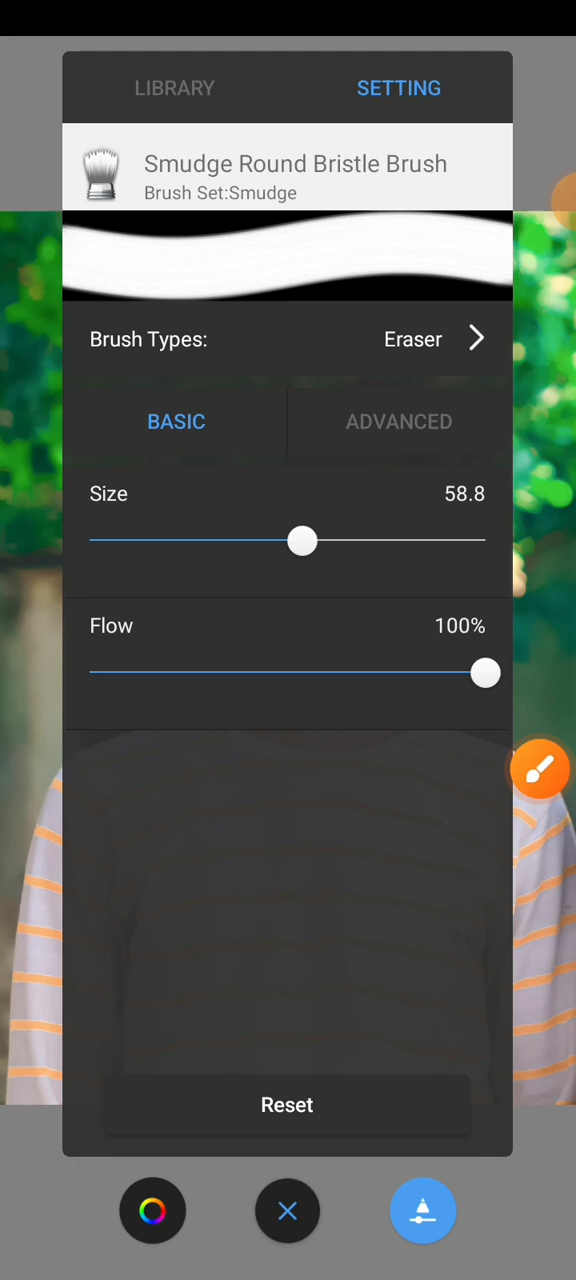 LIBRARY
SETTING
Smudge Round Bristle Brush
Brush Set:Smudge
Brush Types:
Eraser
BASIC
ADVANCED
Size
58.8
Flow
100%
Reset